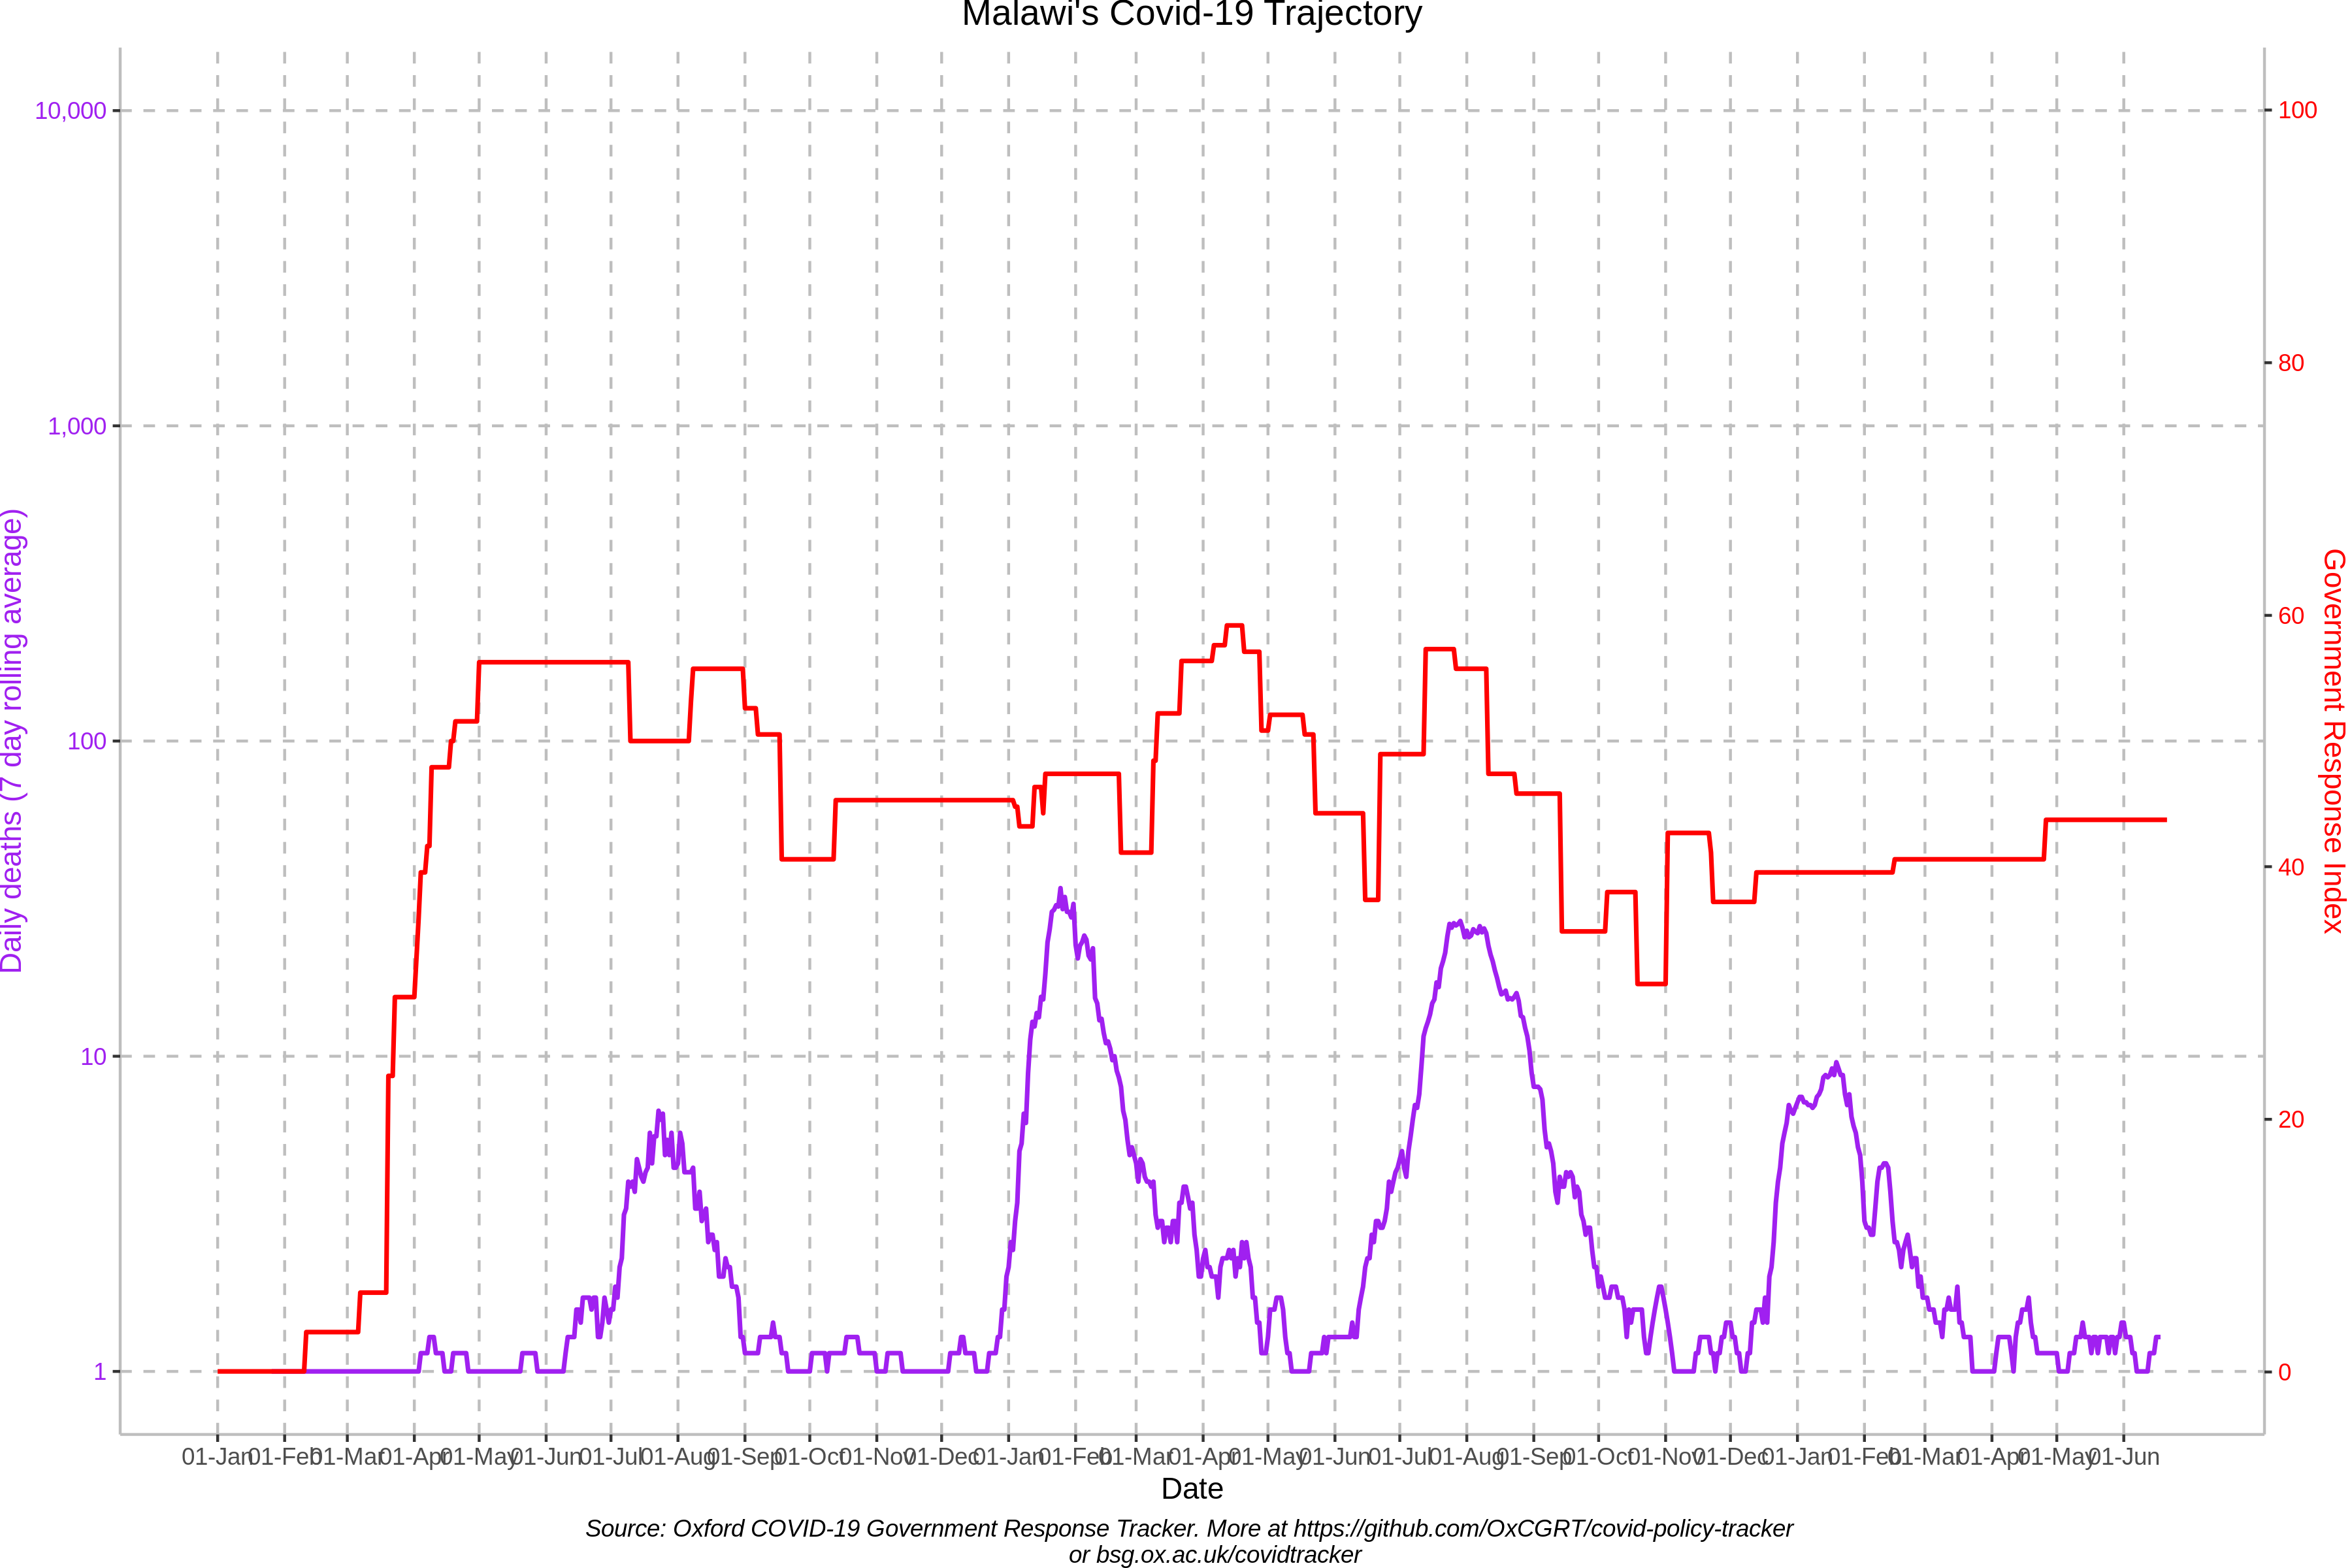 Malawi's Covid-19 Trajectory
10,000
1,000
100
10
1
Daily deaths (7 day rolling average)
100
80
60
40
20
0
Government Response Index
01-Jan 01-Feb 01-Mar 01-Apr 01-May 01-Jun 01-Jul 01-Aug 01-Sep 01-Oct 01-Nov 01-Dec 01-Jan 01-Feb 01-Mar 01-Apr 01-May 01-Jun 01-Jul 01-Aug 01-Sep 01-Oct 01-Nov 01-Dec 01-Jan 01-Feb 01-Mar 01-Apr 01-May 01-Jun
Date
Source: Oxford COVID-19 Government Response Tracker. More at https://github.com/OxCGRT/covid-policy-tracker
or bsg.ox.ac.uk/covidtracker